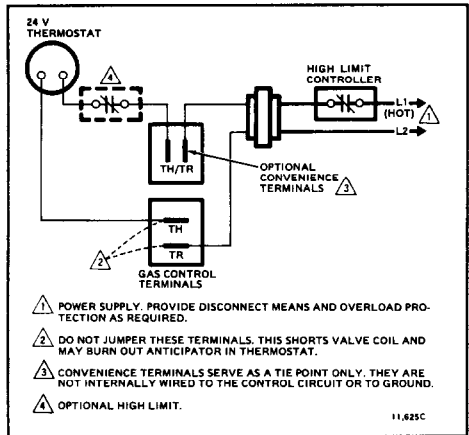 24 V
THERMOSTAT
4
HIGH LIMIT
CONTROLLER
L1
(HOT)
1
L2
TH/TR
OPTIONAL
CONVENIENCE
TERMINALS 3
TH
2
TR
GAS CONTROL
TERMINALS
1 POWER SUPPLY. PROVIDE DISCONNECT MEANS AND OVERLOAD PRO-
TECTION AS REQUIRED.
2 DO NOT JUMPER THESE TERMINALS. THIS SHORTS VALVE COIL AND
MAY BURN OUT ANTICIPATOR IN THERMOSTAT.
3 CONVENIENCE TERMINALS SERVE AS A TIE POINT ONLY. THEY ARE
NOT INTERNALLY WIRED TO THE CONTROL CIRCUIT OR TO GROUND.
4 OPTIONAL HIGH LIMIT.
11,625C